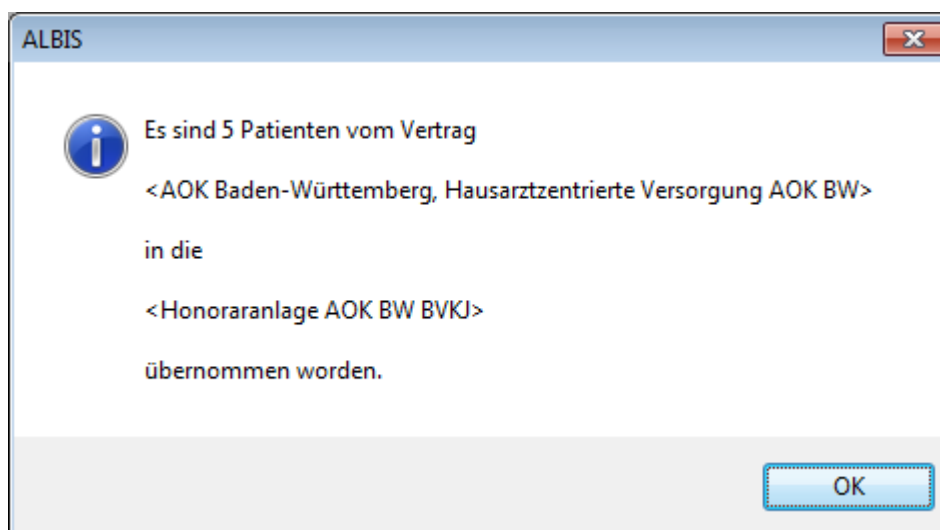 ALBIS
Es sind 5 Patienten vom Vertrag
<AOK Baden-Württemberg, Hausarztzentrierte Versorgung AOK BW>
in die
<Honoraranlage AOK BW BVKJ>
übernommen worden.
OK